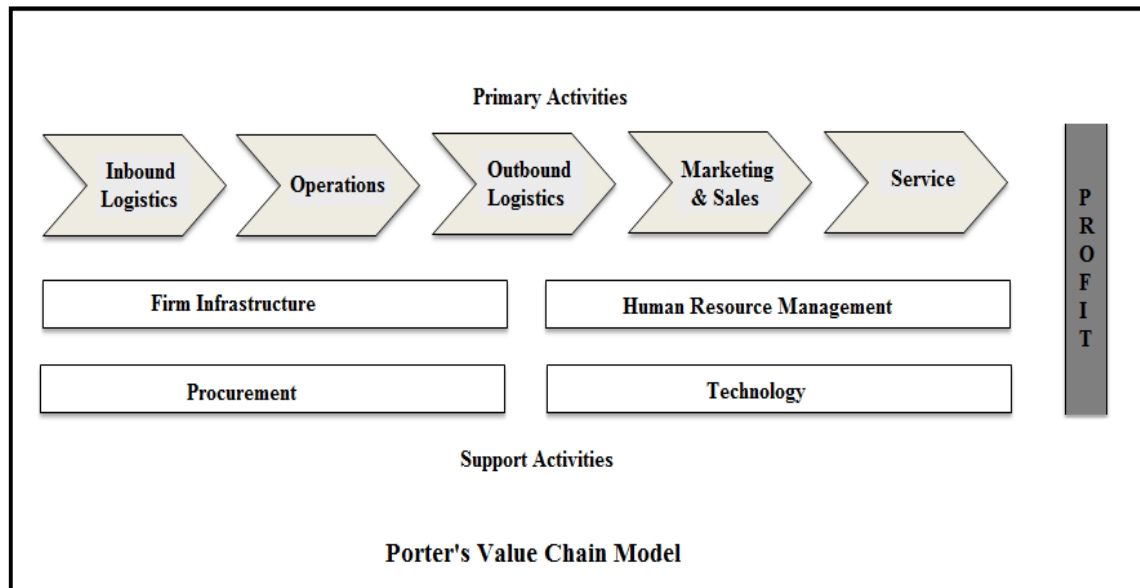 Primary Activities
Inbound
Logistics
Operations
Outbound
Logistics
Marketing
& Sales
Service
Firm Infrastructure
Human Resource Management
Procurement
Technology
PROFIT
Support Activities
Porter's Value Chain Model